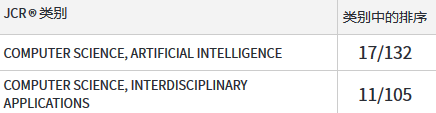 JCR ® 类别 类别中的排序
COMPUTER SCIENCE, ARTIFICIAL INTELLIGENCE 17/132
COMPUTER SCIENCE, INTERDISCIPLINARY
APPLICATIONS 11/105